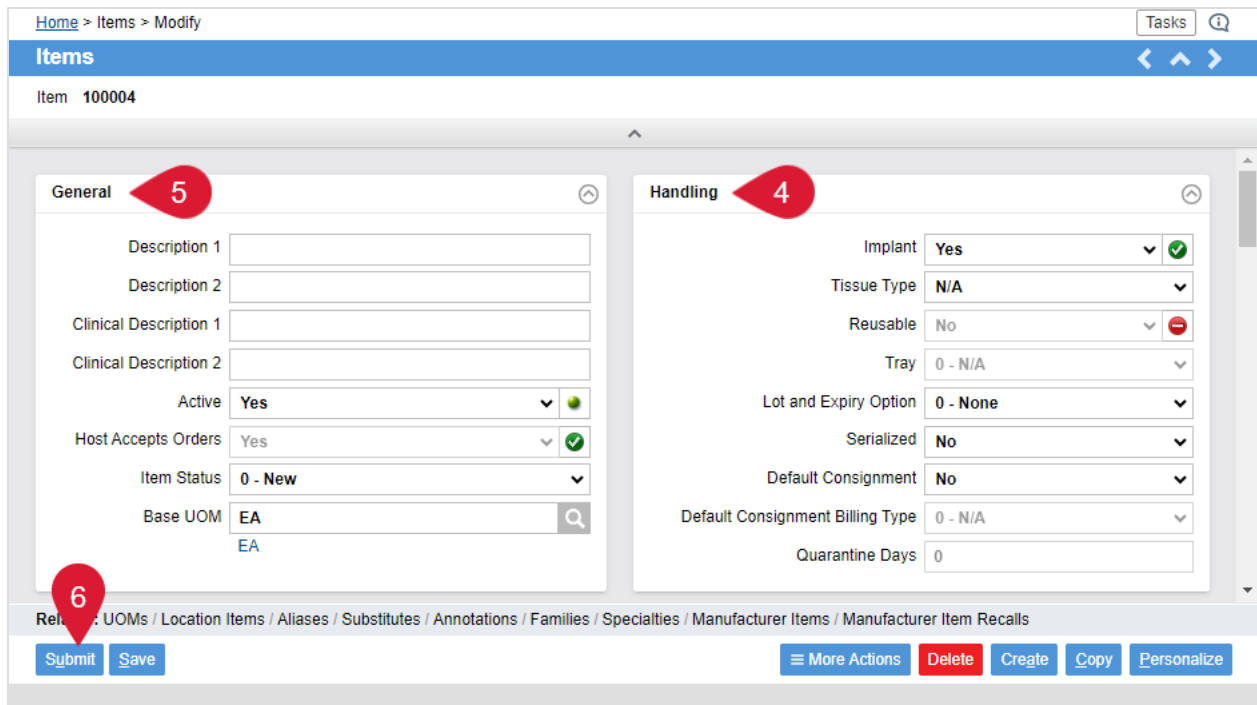 Home > Items > Modify
Tasks
Items
Item 100004
General 5
Description 1
Description 2
Clinical Description 1
Clinical Description 2
Active Yes
Host Accepts Orders Yes
Item Status 0 - New
Base UOM EA
EA
Handling 4
Implant Yes
Tissue Type N/A
Reusable No
Tray 0 - N/A
Lot and Expiry Option 0 - None
Serialized No
Default Consignment No
Default Consignment Billing Type 0 - N/A
Quarantine Days 0
6
UOMs / Location Items / Aliases / Substitutes / Annotations / Families / Specialties / Manufacturer Items / Manufacturer Item Recalls
Submit Save ≡ More Actions Delete Create Copy Personalize